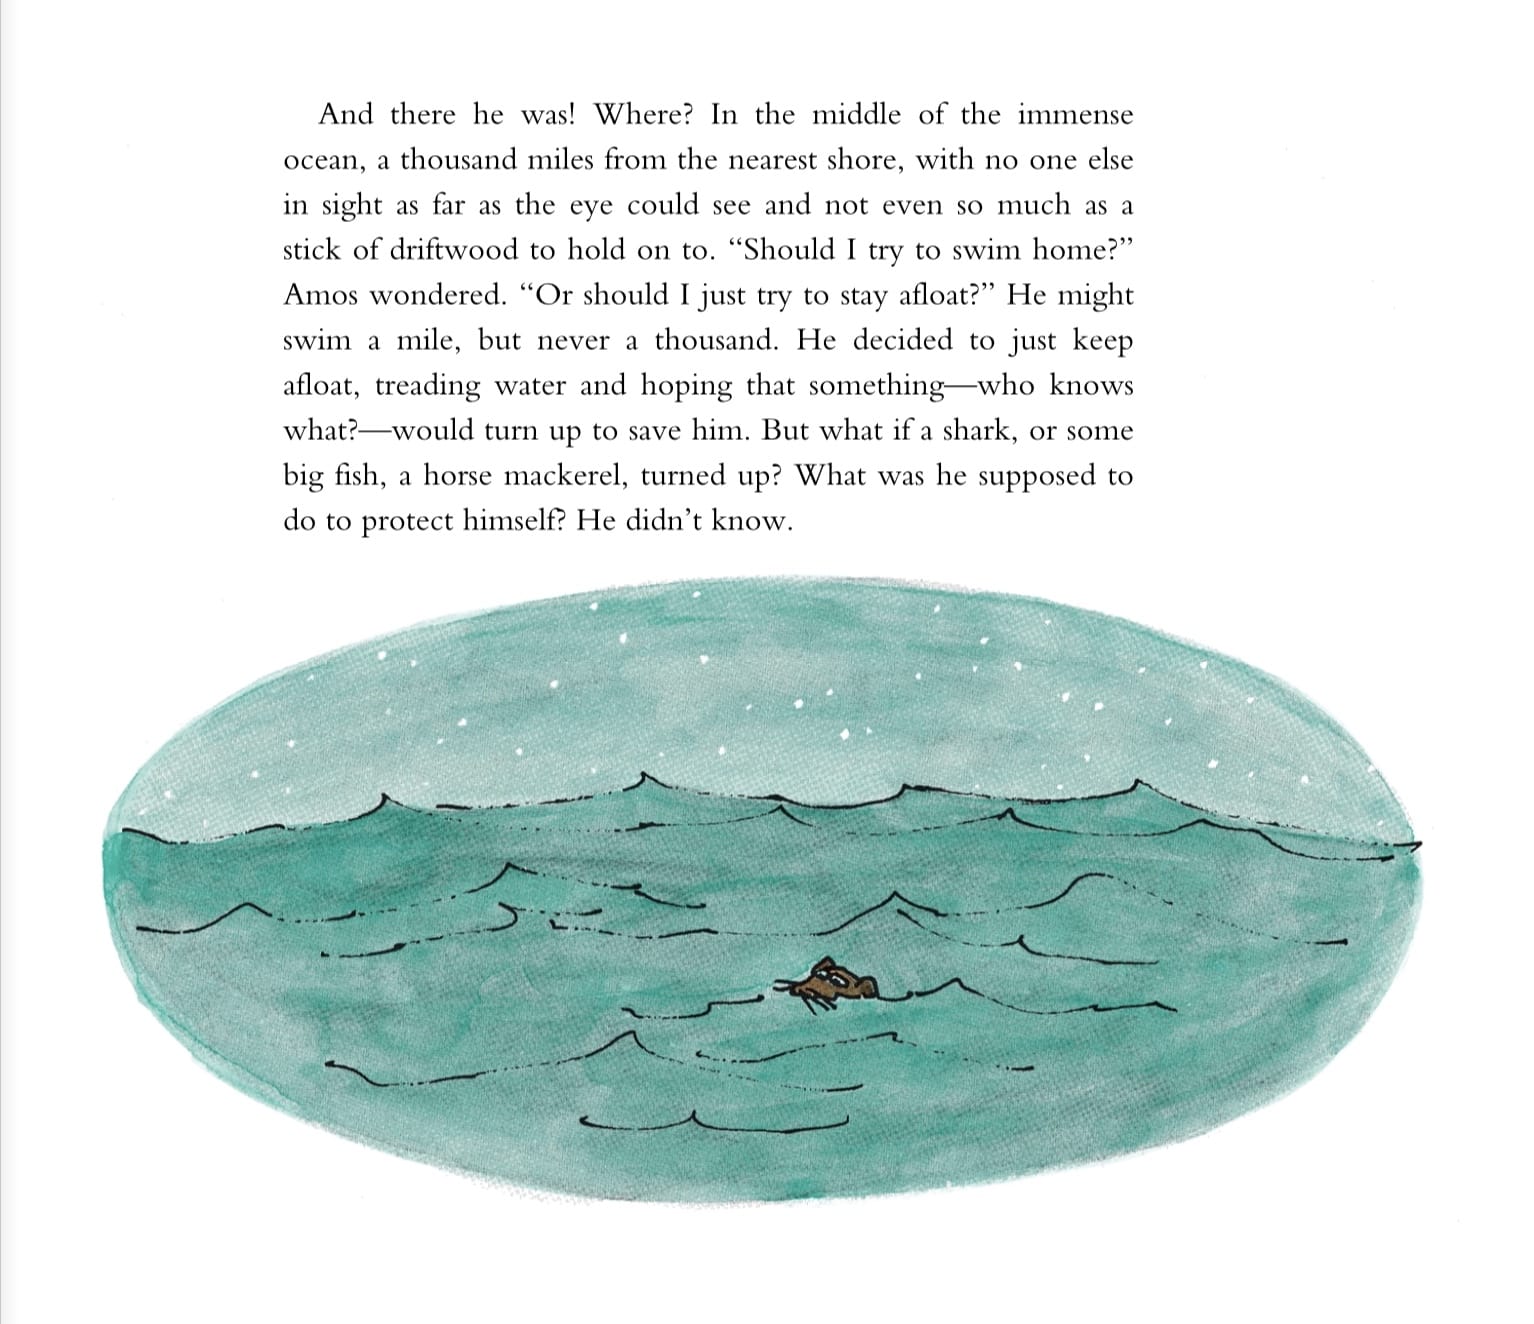 And there he was! Where? In the middle of the immense
ocean, a thousand miles from the nearest shore, with no one else
in sight as far as the eye could see and not even so much as a
stick of driftwood to hold on to. “Should I try to swim home?”
Amos wondered. “Or should I just try to stay afloat?” He might
swim a mile, but never a thousand. He decided to just keep
afloat, treading water and hoping that something—who knows
what?—would turn up to save him. But what if a shark, or some
big fish, a horse mackerel, turned up? What was he supposed to
do to protect himself? He didn’t know.